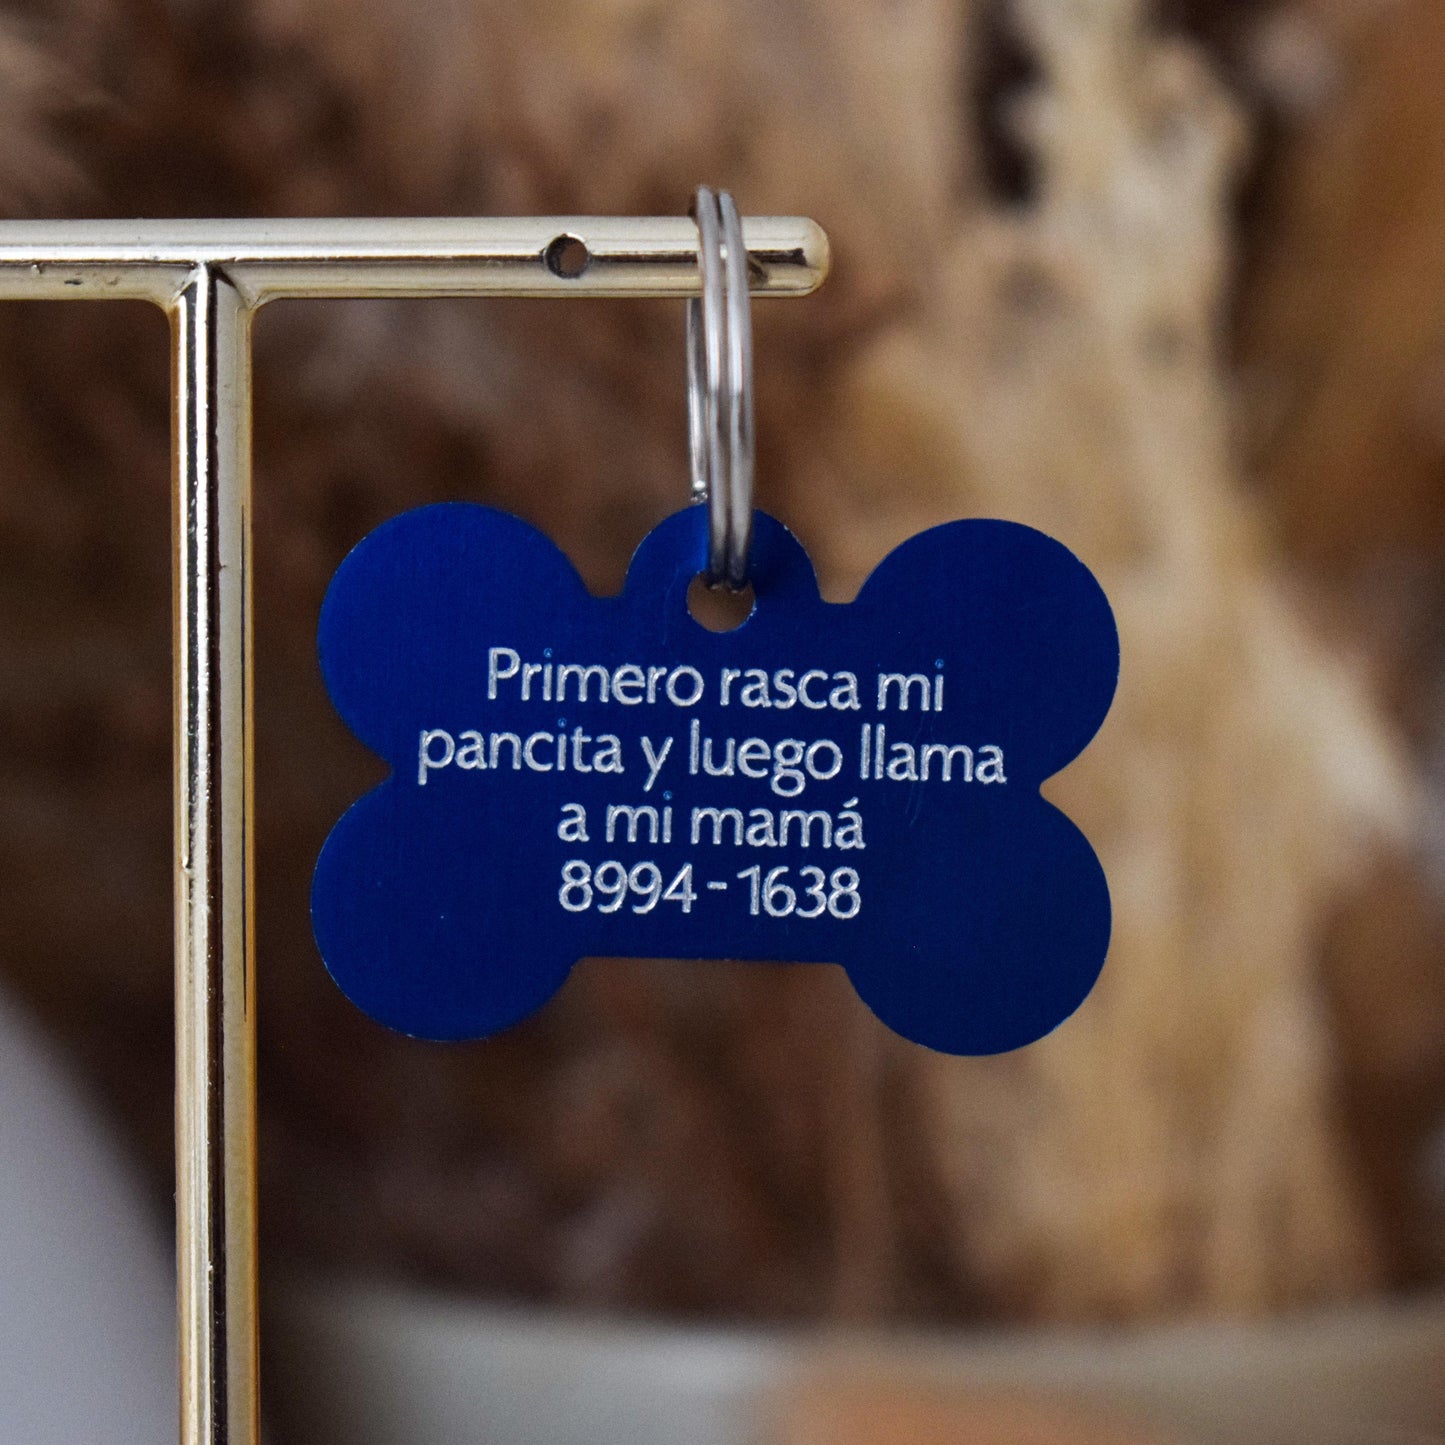 Primero rasca mi
pancita y luego llama
a mi mamá
8994-1638